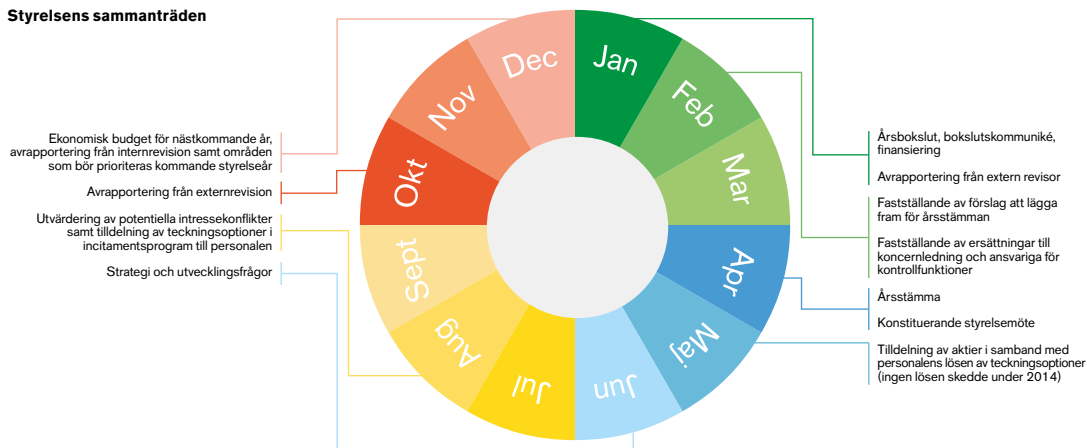 Styrelsens sammanträden
Jan
Feb
Mar
Apr
Maj
Jun
Jul
Aug
Sept
Okt
Nov
Dec
Ekonomisk budget för nästkommande år,
avrapportering från internrevision samt områden
som bör prioriteras kommande styrelseår
Avrapportering från externrevision
Utvärdering av potentiella intressekonflikter
samt tilldelning av teckningsoptioner i
incitamentsprogram till personalen
Strategi och utvecklingsfrågor
Årsbokslut, bokslutskommuniké,
finansiering
Avrapportering från extern revisor
Fastställande av förslag att lägga
fram för årsstämman
Fastställande av ersättningar till
koncernledning och ansvariga för
kontrollfunktioner
Årsstämma
Konstituerande styrelsemöte
Tilldelning av aktier i samband med
personalens lösen av teckningsoptioner
(ingen lösen skedde under 2014)